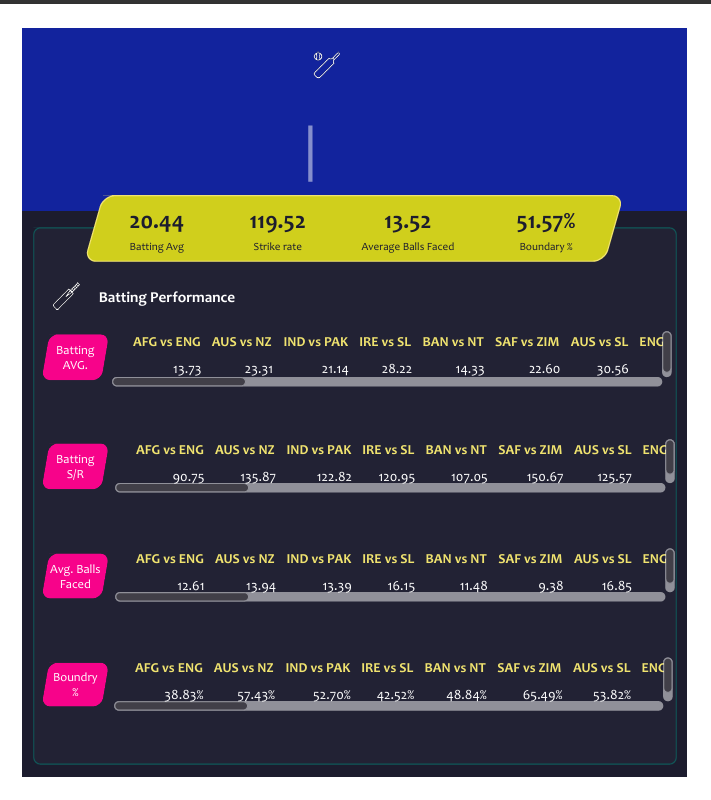 20.44 119.52 13.52 51.57%
Batting Avg Strike rate Average Balls Faced Boundary %
Batting Performance
Batting AVG.
AFG vs ENG AUS vs NZ IND vs PAK IRE vs SL BAN vs NT SAF vs ZIM AUS vs SL ENG
13.73 23.31 21.14 28.22 14.33 22.60 30.56
Batting S/R
AFG vs ENG AUS vs NZ IND vs PAK IRE vs SL BAN vs NT SAF vs ZIM AUS vs SL ENG
90.75 135.87 122.82 120.95 107.05 150.67 125.57
Avg. Balls Faced
AFG vs ENG AUS vs NZ IND vs PAK IRE vs SL BAN vs NT SAF vs ZIM AUS vs SL ENG
12.61 13.94 13.39 16.15 11.48 9.38 16.85
Boundry %
AFG vs ENG AUS vs NZ IND vs PAK IRE vs SL BAN vs NT SAF vs ZIM AUS vs SL ENG
38.83% 57.43% 52.70% 42.52% 48.84% 65.49% 53.82%